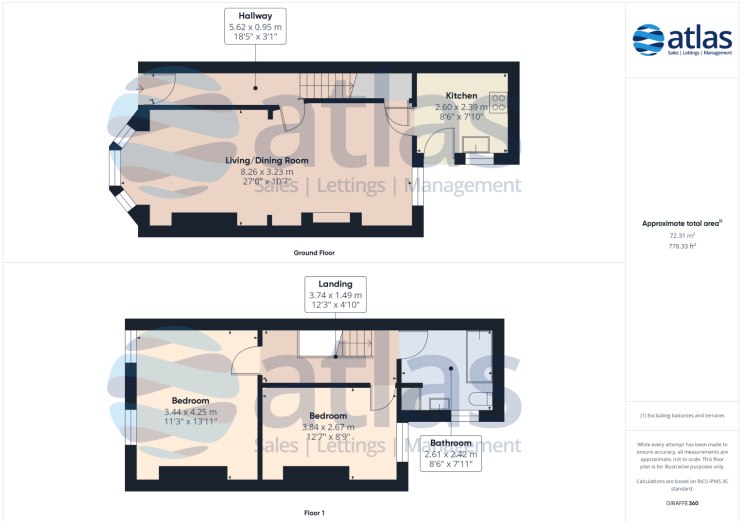 Hallway
5.62 x 0.95 m
18'5" x 3'1"
Kitchen
2.60 x 2.39 m
8'6" x 7'10"
Living/Dining Room
8.26 x 3.23 m
27'0" x 10'7"
atlas
Sales | Lettings | Management
Ground Floor
Landing
3.74 x 1.49 m
12'3" x 4'10"
Bedroom
3.44 x 4.25 m
11'3" x 13'11"
Bedroom
3.84 x 2.67 m
12'7" x 8'9"
Bathroom
2.61 x 2.42 m
8'6" x 7'11"
atlas
Sales | Lettings | Management
Floor 1
atlas
Sales | Lettings | Management
Approximate total area(1)
72.31 m²
778.33 ft²
(1) Excluding balconies and terraces
While every attempt has been made to
ensure accuracy, all measurements are
approximate, not to scale. This floor
plan is for illustrative purposes only.
Calculations are based on RICS IPMS 3C
standard.
GIRAFFE360